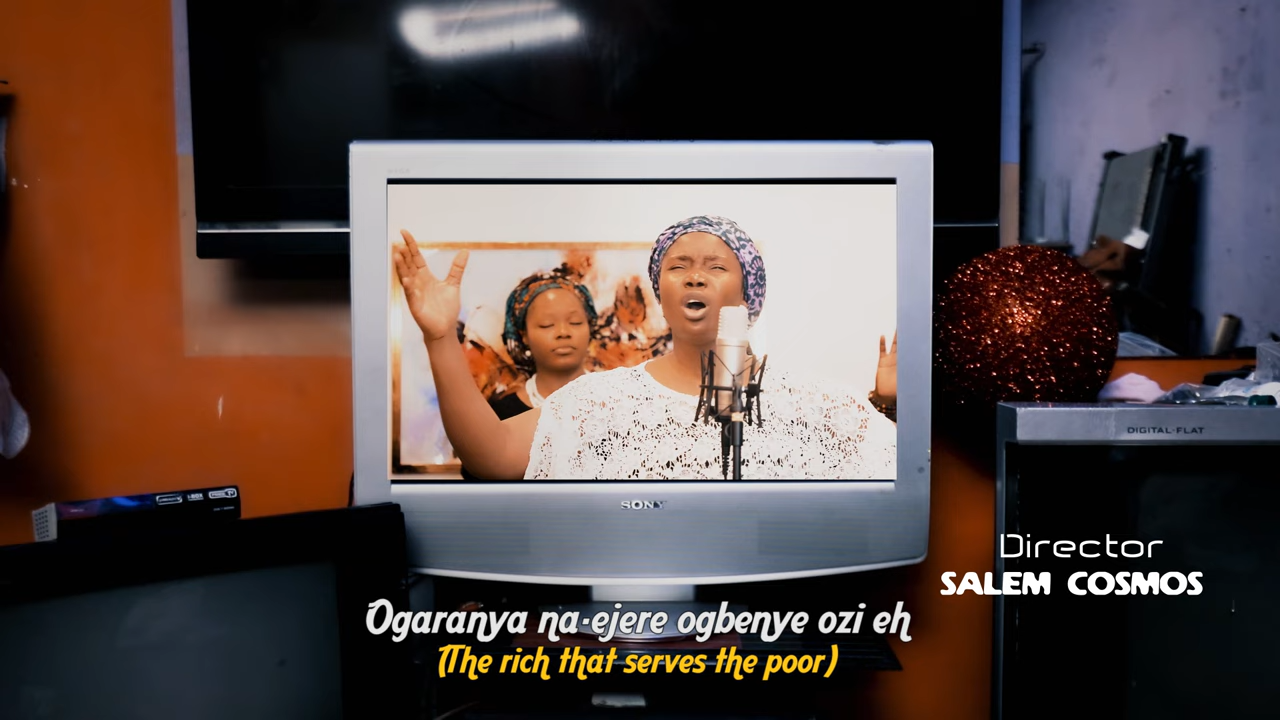 SONY
DIGITAL-FLAT
Director
SALEM COSMOS
Ogaranya na-ejere ogbenye ozi eh
(The rich that serves the poor)